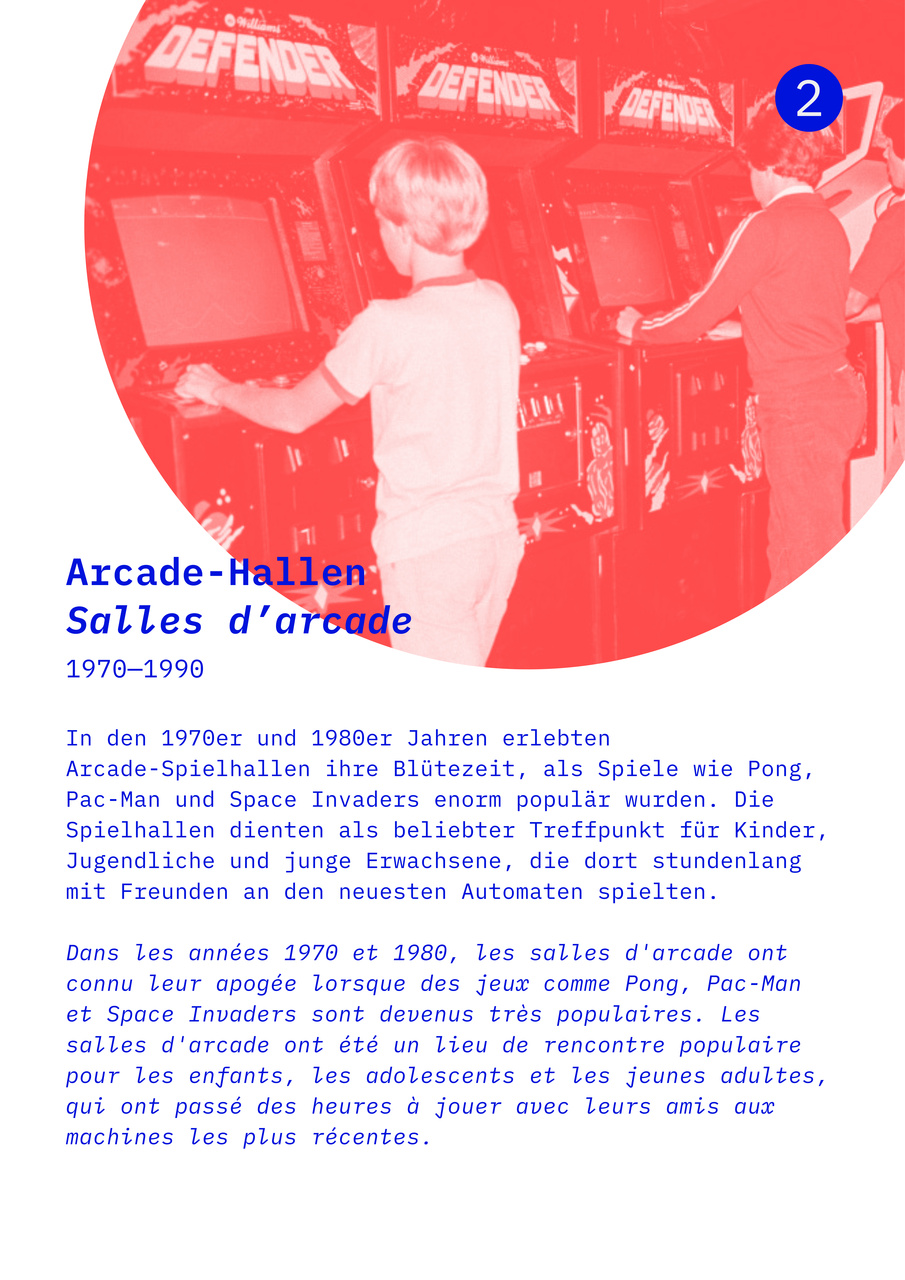 Williams
DEFENDER
Williams
DEFENDER
DEFENDER
2
Arcade-Hallen
Salles d’arcade
1970—1990
In den 1970er und 1980er Jahren erlebten
Arcade-Spielhallen ihre Blütezeit, als Spiele wie Pong,
Pac-Man und Space Invaders enorm populär wurden. Die
Spielhallen dienten als beliebter Treffpunkt für Kinder,
Jugendliche und junge Erwachsene, die dort stundenlang
mit Freunden an den neuesten Automaten spielten.
Dans les années 1970 et 1980, les salles d'arcade ont
connu leur apogée lorsque des jeux comme Pong, Pac-Man
et Space Invaders sont devenus très populaires. Les
salles d'arcade ont été un lieu de rencontre populaire
pour les enfants, les adolescents et les jeunes adultes,
qui ont passé des heures à jouer avec leurs amis aux
machines les plus récentes.